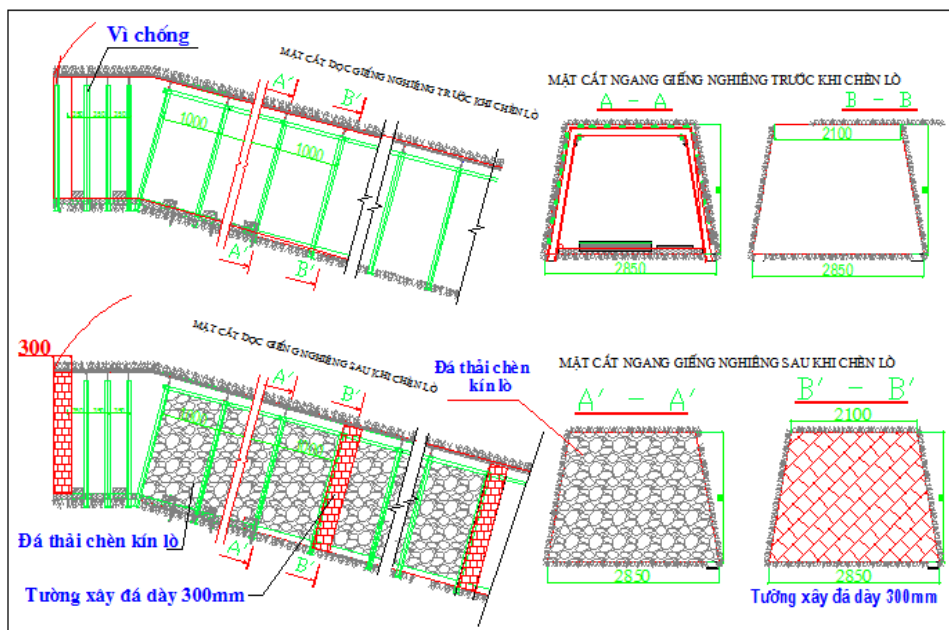 Vì chống
MẶT CẮT DỌC GIẾNG NGHIÊNG TRƯỚC KHI CHÈN LÒ
A'
B'
1000
1000
A'
B'
MẶT CẮT NGANG GIẾNG NGHIÊNG TRƯỚC KHI CHÈN LÒ
A - A
B - B
2100
2850
2850
300
MẶT CẮT DỌC GIẾNG NGHIÊNG SAU KHI CHÈN LÒ
A'
B'
Đá thải chèn
kín lò
Đá thải chèn kín lò
A'
B'
Tường xây đá dày 300mm
MẶT CẮT NGANG GIẾNG NGHIÊNG SAU KHI CHÈN LÒ
A' - A'
B' - B'
2100
2850
2850
Tường xây đá dày 300mm